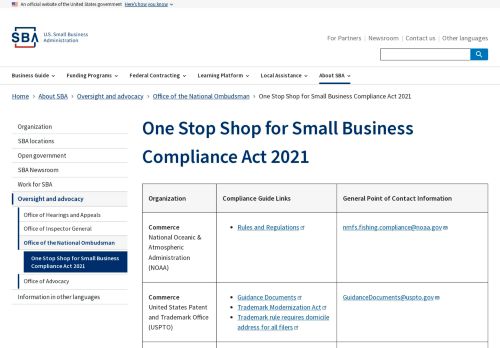 An official website of the United States government Here's how you know
SBA U.S. Small Business Administration
For Partners Newsroom Contact us Other languages
Business Guide Funding Programs Federal Contracting Learning Platform Local Assistance About SBA
Home About SBA Oversight and advocacy Office of the National Ombudsman One Stop Shop for Small Business Compliance Act 2021
Organization
SBA locations
Open government
SBA Newsroom
Work for SBA
Oversight and advocacy
Office of Hearings and Appeals
Office of Inspector General
Office of the National Ombudsman
One Stop Shop for Small Business
Compliance Act 2021
Office of Advocacy
Information in other languages
One Stop Shop for Small Business
Compliance Act 2021
Organization Compliance Guide Links General Point of Contact Information
Commerce
National Oceanic &
Atmospheric
Administration
(NOAA)
Rules and Regulations
nmfs.fishing.compliance@noaa.gov
Commerce
United States Patent
and Trademark Office
(USPTO)
Guidance Documents
Trademark Modernization Act
Trademark rule requires domicile
address for all filers
GuidanceDocuments@uspto.gov